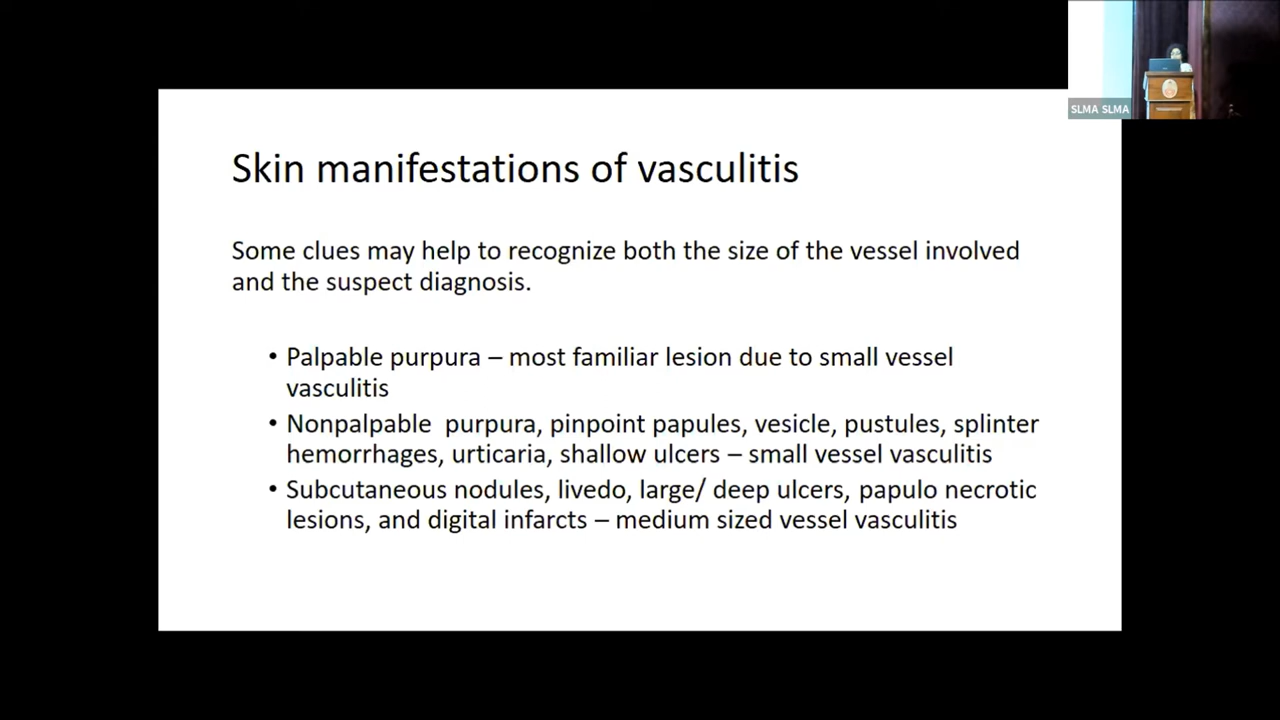 SLMA SLMA
Skin manifestations of vasculitis
Some clues may help to recognize both the size of the vessel involved
and the suspect diagnosis.
• Palpable purpura – most familiar lesion due to small vessel
vasculitis
• Nonpalpable  purpura, pinpoint papules, vesicle, pustules, splinter
hemorrhages, urticaria, shallow ulcers – small vessel vasculitis
• Subcutaneous nodules, livedo, large/ deep ulcers, papulo necrotic
lesions, and digital infarcts – medium sized vessel vasculitis